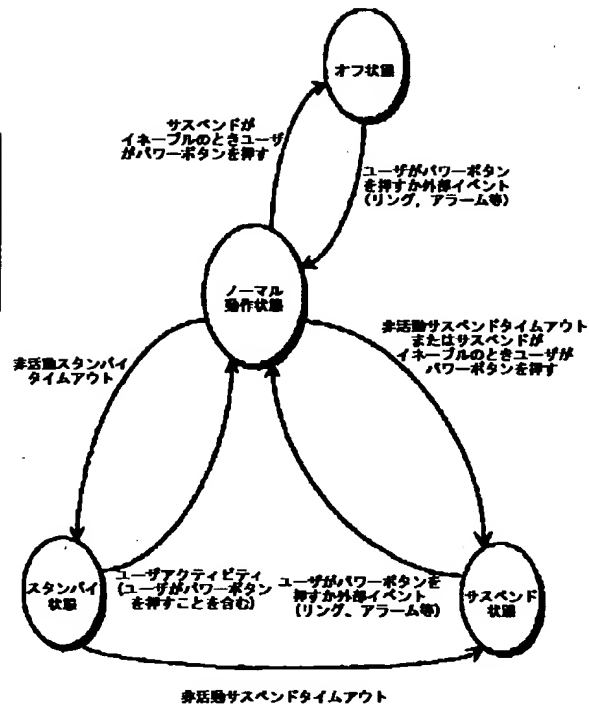 オフ状態
サスペンドが
イネーブルのときユーザ
がパワーボタンを押す
ユーザがパワーボタン
を押すか外部イベント
(リング，アラーム等)
ノーマル
動作状態
非活動サスペンドタイムアウト
またはサスペンドが
イネーブルのときユーザが
パワーボタンを押す
非活動スタンバイ
タイムアウト
スタンバイ
状態
ユーザアクティビティ
(ユーザがパワーボタン
を押すことを含む)
ユーザがパワーボタンを
押すか外部イベント
(リング、アラーム等)
サスペンド
状態
非活動サスペンドタイムアウト